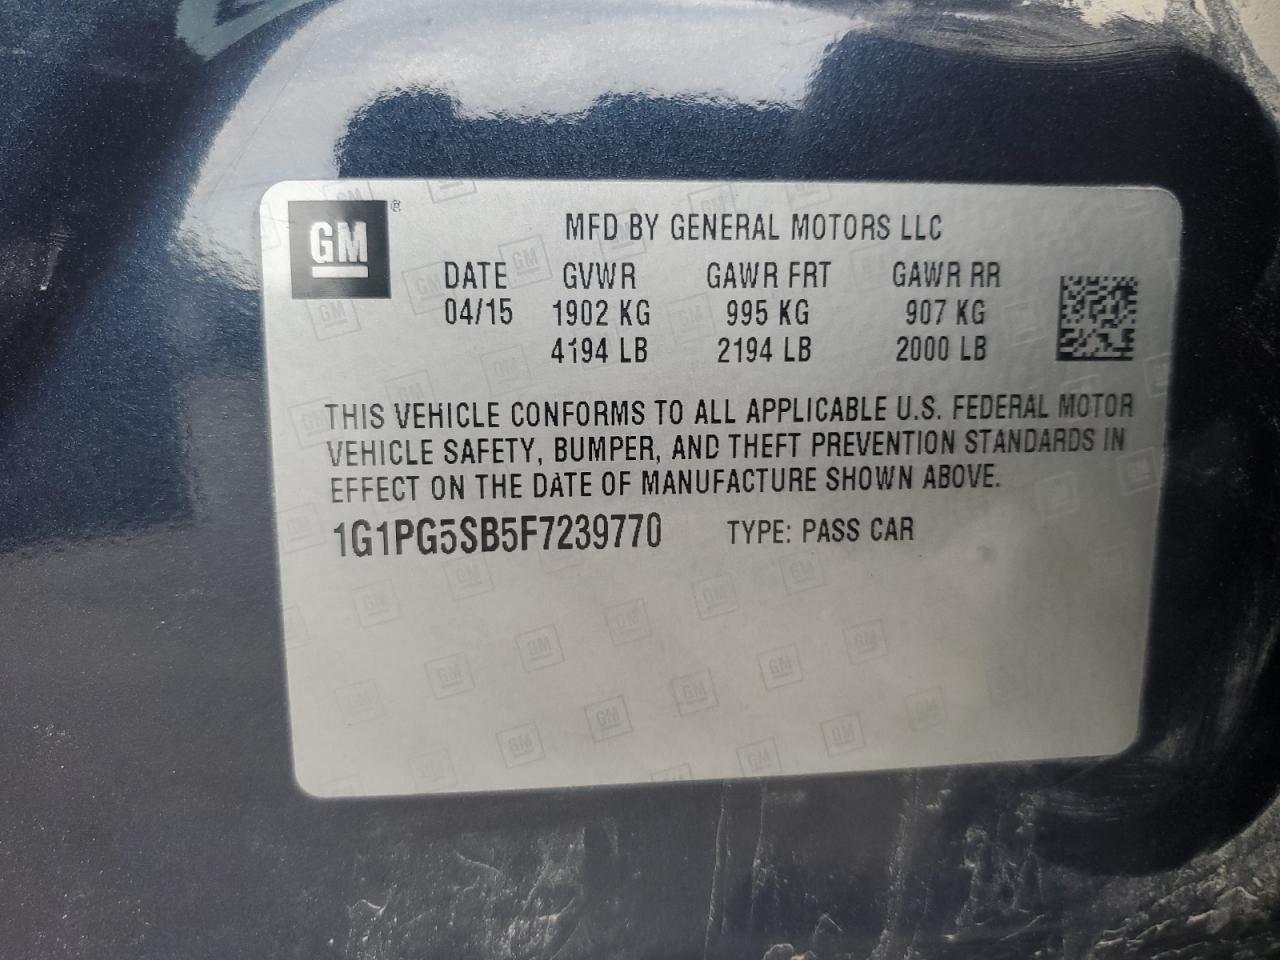 GM ®
MFD BY GENERAL MOTORS LLC
DATE GVWR GAWR FRT GAWR RR
04/15 1902 KG 995 KG 907 KG
4194 LB 2194 LB 2000 LB
THIS VEHICLE CONFORMS TO ALL APPLICABLE U.S. FEDERAL MOTOR
VEHICLE SAFETY, BUMPER, AND THEFT PREVENTION STANDARDS IN
EFFECT ON THE DATE OF MANUFACTURE SHOWN ABOVE.
1G1PG5SB5F7239770 TYPE: PASS CAR